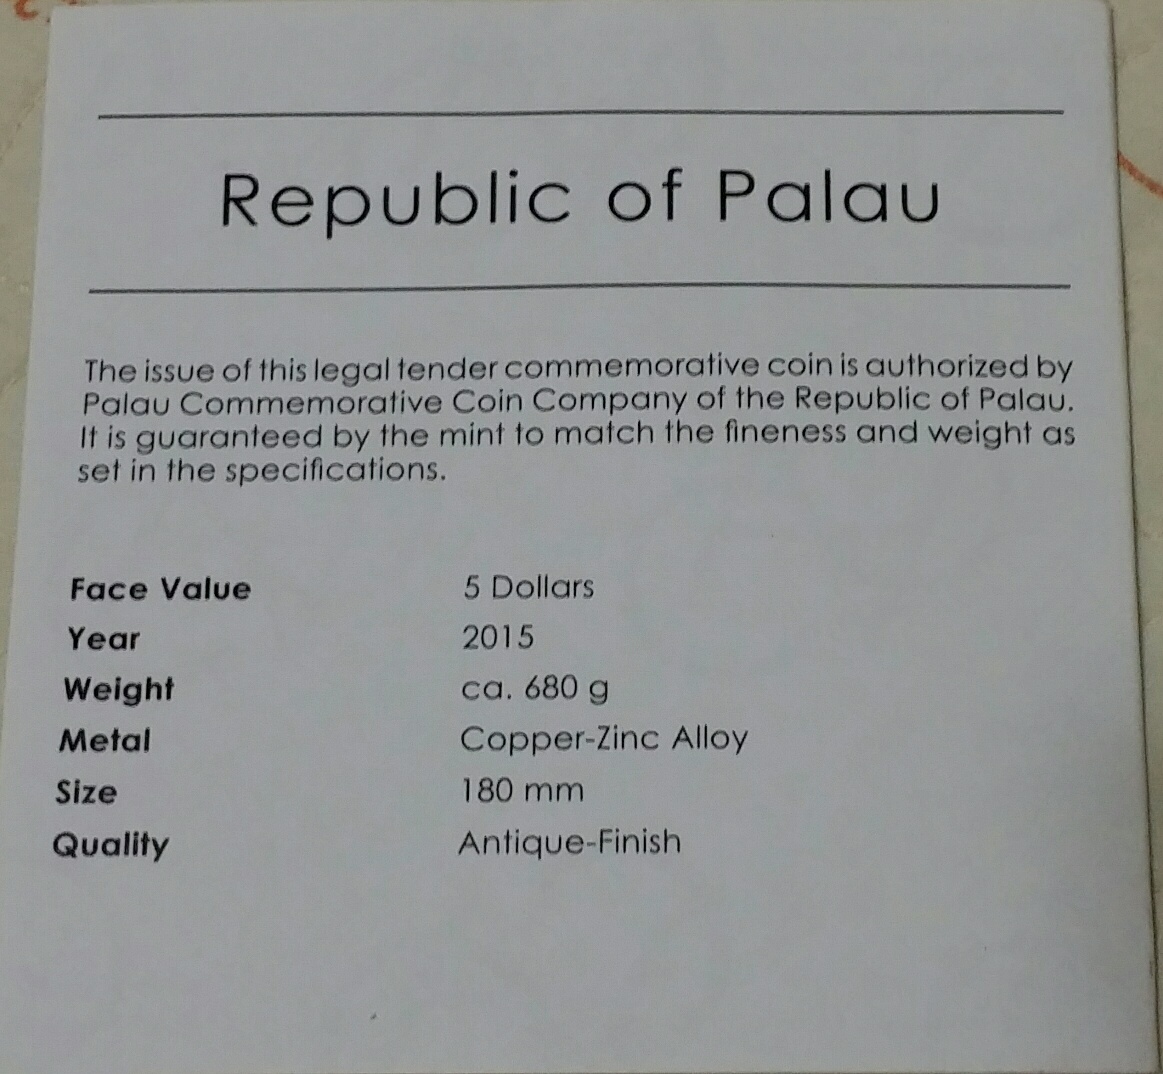 Republic of Palau
The issue of this legal tender commemorative coin is authorized by
Palau Commemorative Coin Company of the Republic of Palau.
It is guaranteed by the mint to match the fineness and weight as
set in the specifications.
Face Value 5 Dollars
Year 2015
Weight ca. 680 g
Metal Copper-Zinc Alloy
Size 180 mm
Quality Antique-Finish